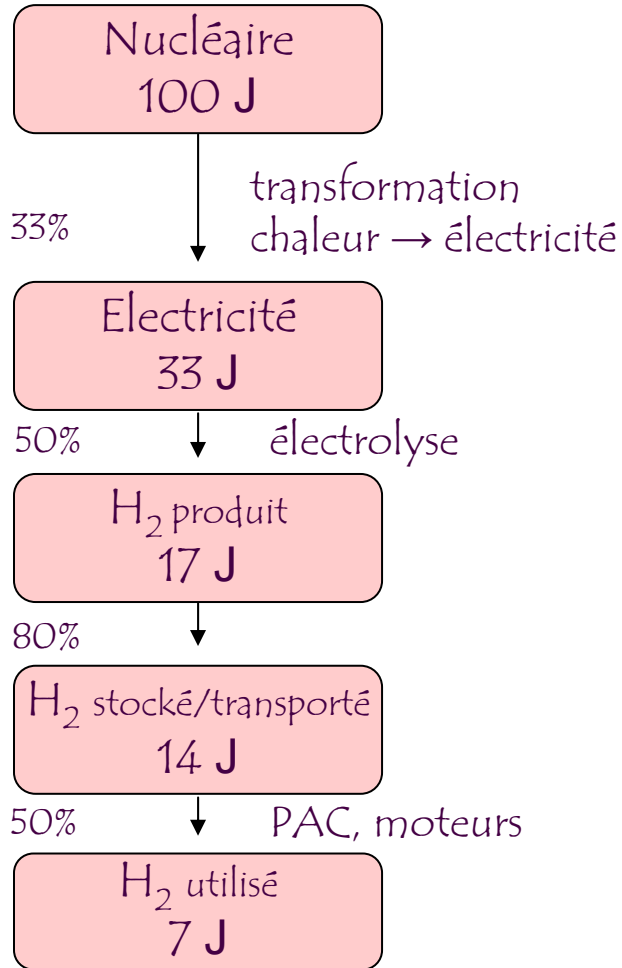 Nucléaire
100 J
33%
transformation
chaleur → électricité
Electricité
33 J
50%
électrolyse
H₂ produit
17 J
80%
H₂ stocké/transporté
14 J
50%
PAC, moteurs
H₂ utilisé
7 J